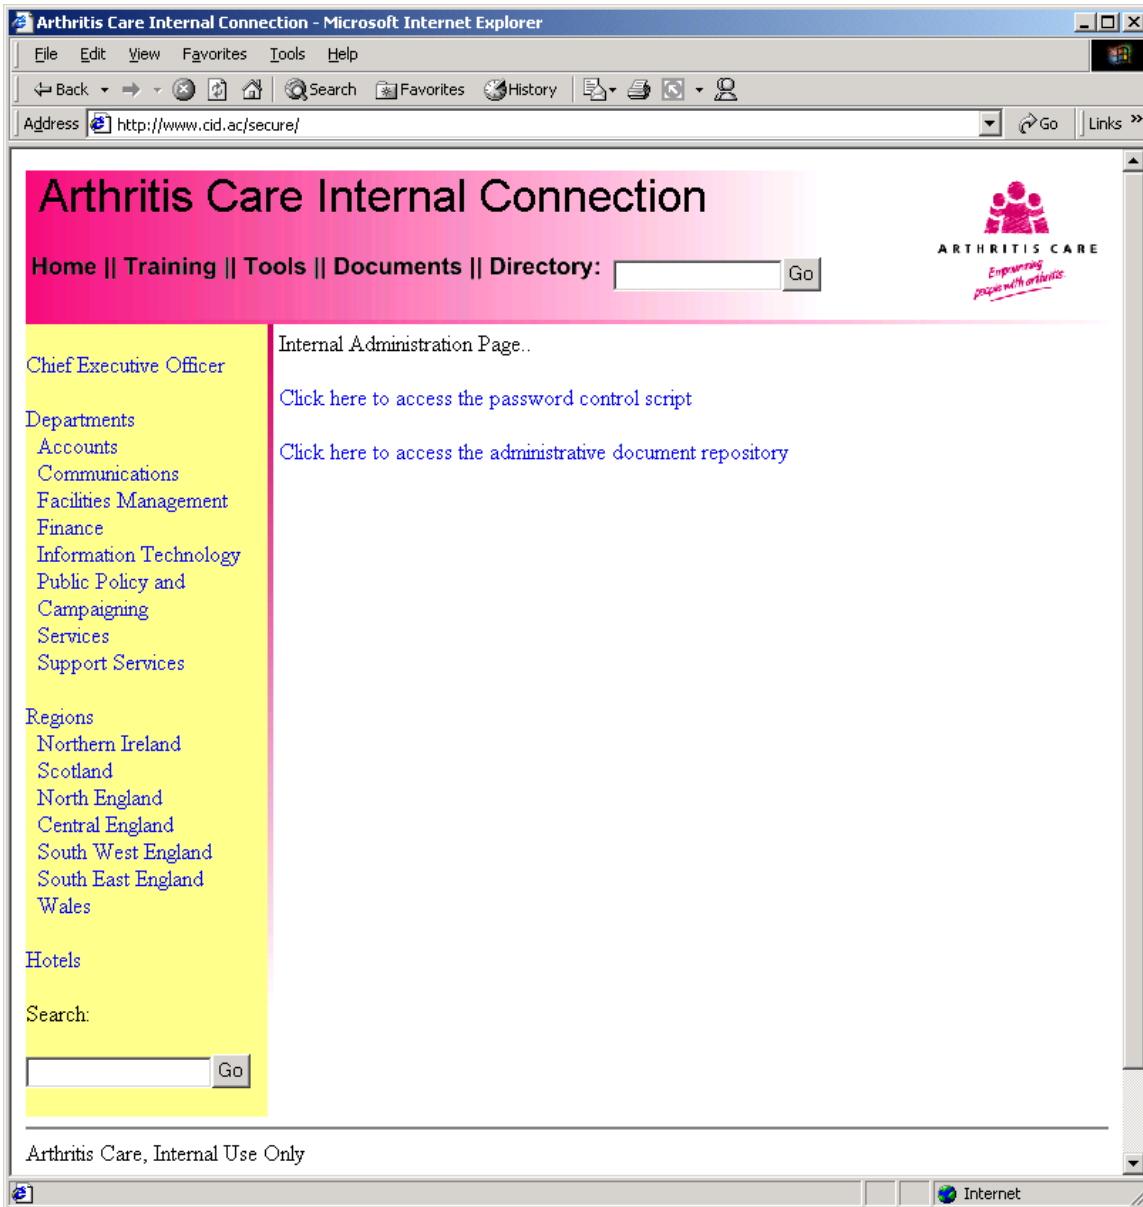 Arthritis Care Internal Connection - Microsoft Internet Explorer
File Edit View Favorites Tools Help
Back Search Favorites History
Address http://www.cid.ac/secure/ Go Links »
Arthritis Care Internal Connection
ARTHRITIS CARE
Empowering
people with arthritis
Home || Training || Tools || Documents || Directory: Go
Chief Executive Officer
Departments
Accounts
Communications
Facilities Management
Finance
Information Technology
Public Policy and
Campaigning
Services
Support Services
Regions
Northern Ireland
Scotland
North England
Central England
South West England
South East England
Wales
Hotels
Search:
Go
Internal Administration Page..
Click here to access the password control script
Click here to access the administrative document repository
Arthritis Care, Internal Use Only
Internet